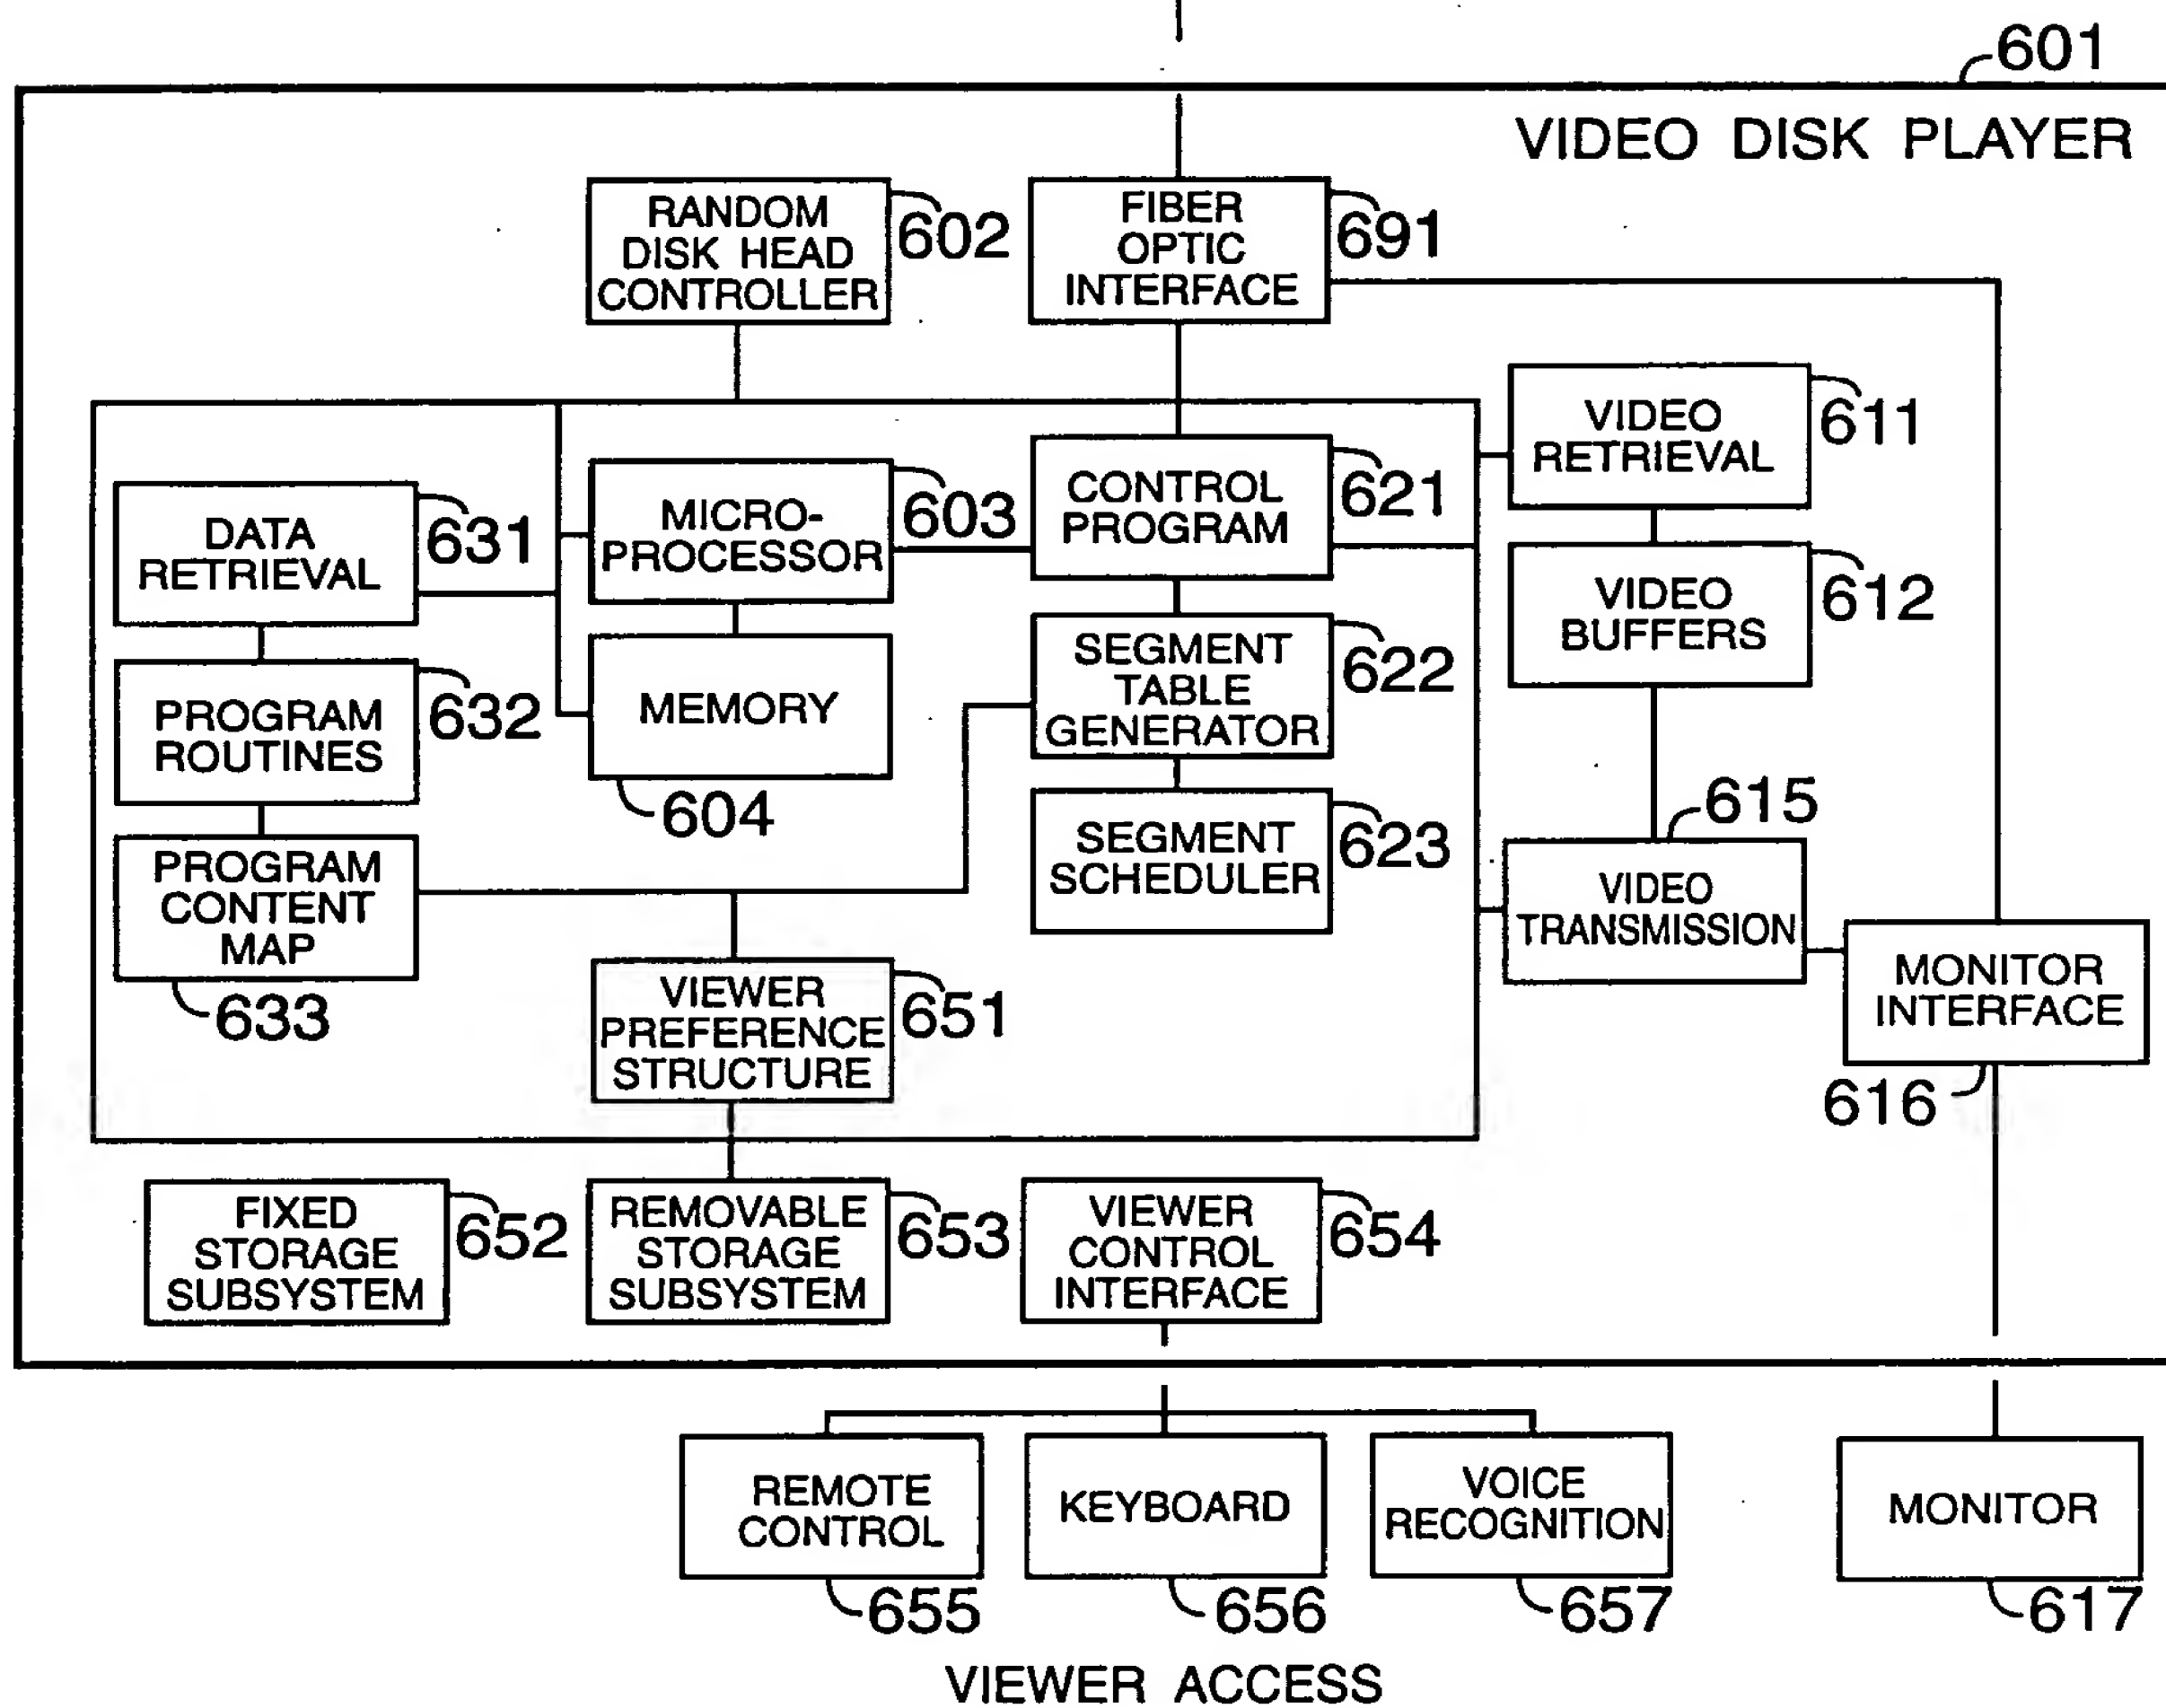 601
VIDEO DISK PLAYER
RANDOM
DISK HEAD
CONTROLLER
602
FIBER
OPTIC
INTERFACE
691
VIDEO
RETRIEVAL
611
DATA
RETRIEVAL
631
MICRO-
PROCESSOR
603
CONTROL
PROGRAM
621
VIDEO
BUFFERS
612
PROGRAM
ROUTINES
632
MEMORY
604
SEGMENT
TABLE
GENERATOR
622
PROGRAM
CONTENT
MAP
633
SEGMENT
SCHEDULER
623
615
VIDEO
TRANSMISSION
MONITOR
INTERFACE
616
VIEWER
PREFERENCE
STRUCTURE
651
FIXED
STORAGE
SUBSYSTEM
652
REMOVABLE
STORAGE
SUBSYSTEM
653
VIEWER
CONTROL
INTERFACE
654
REMOTE
CONTROL
655
KEYBOARD
656
VOICE
RECOGNITION
657
MONITOR
617
VIEWER ACCESS